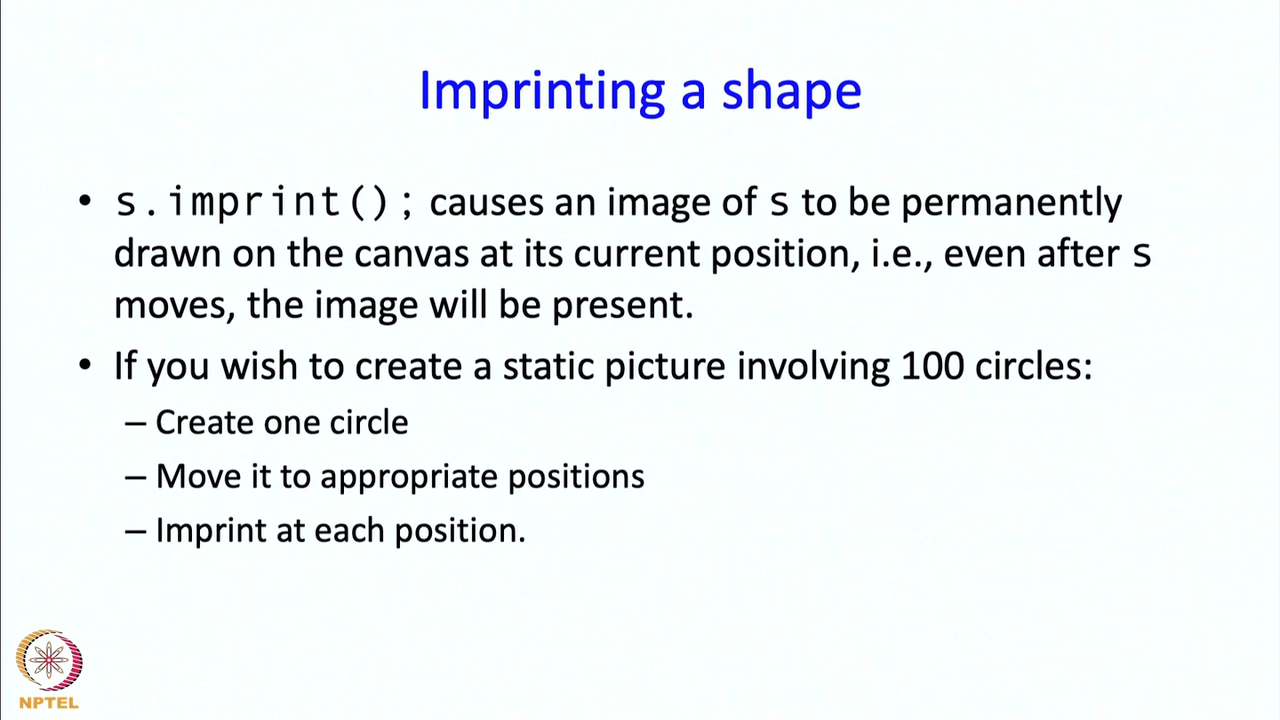 Imprinting a shape
• s.imprint(); causes an image of s to be permanently
drawn on the canvas at its current position, i.e., even after s
moves, the image will be present.
• If you wish to create a static picture involving 100 circles:
– Create one circle
– Move it to appropriate positions
– Imprint at each position.
NPTEL